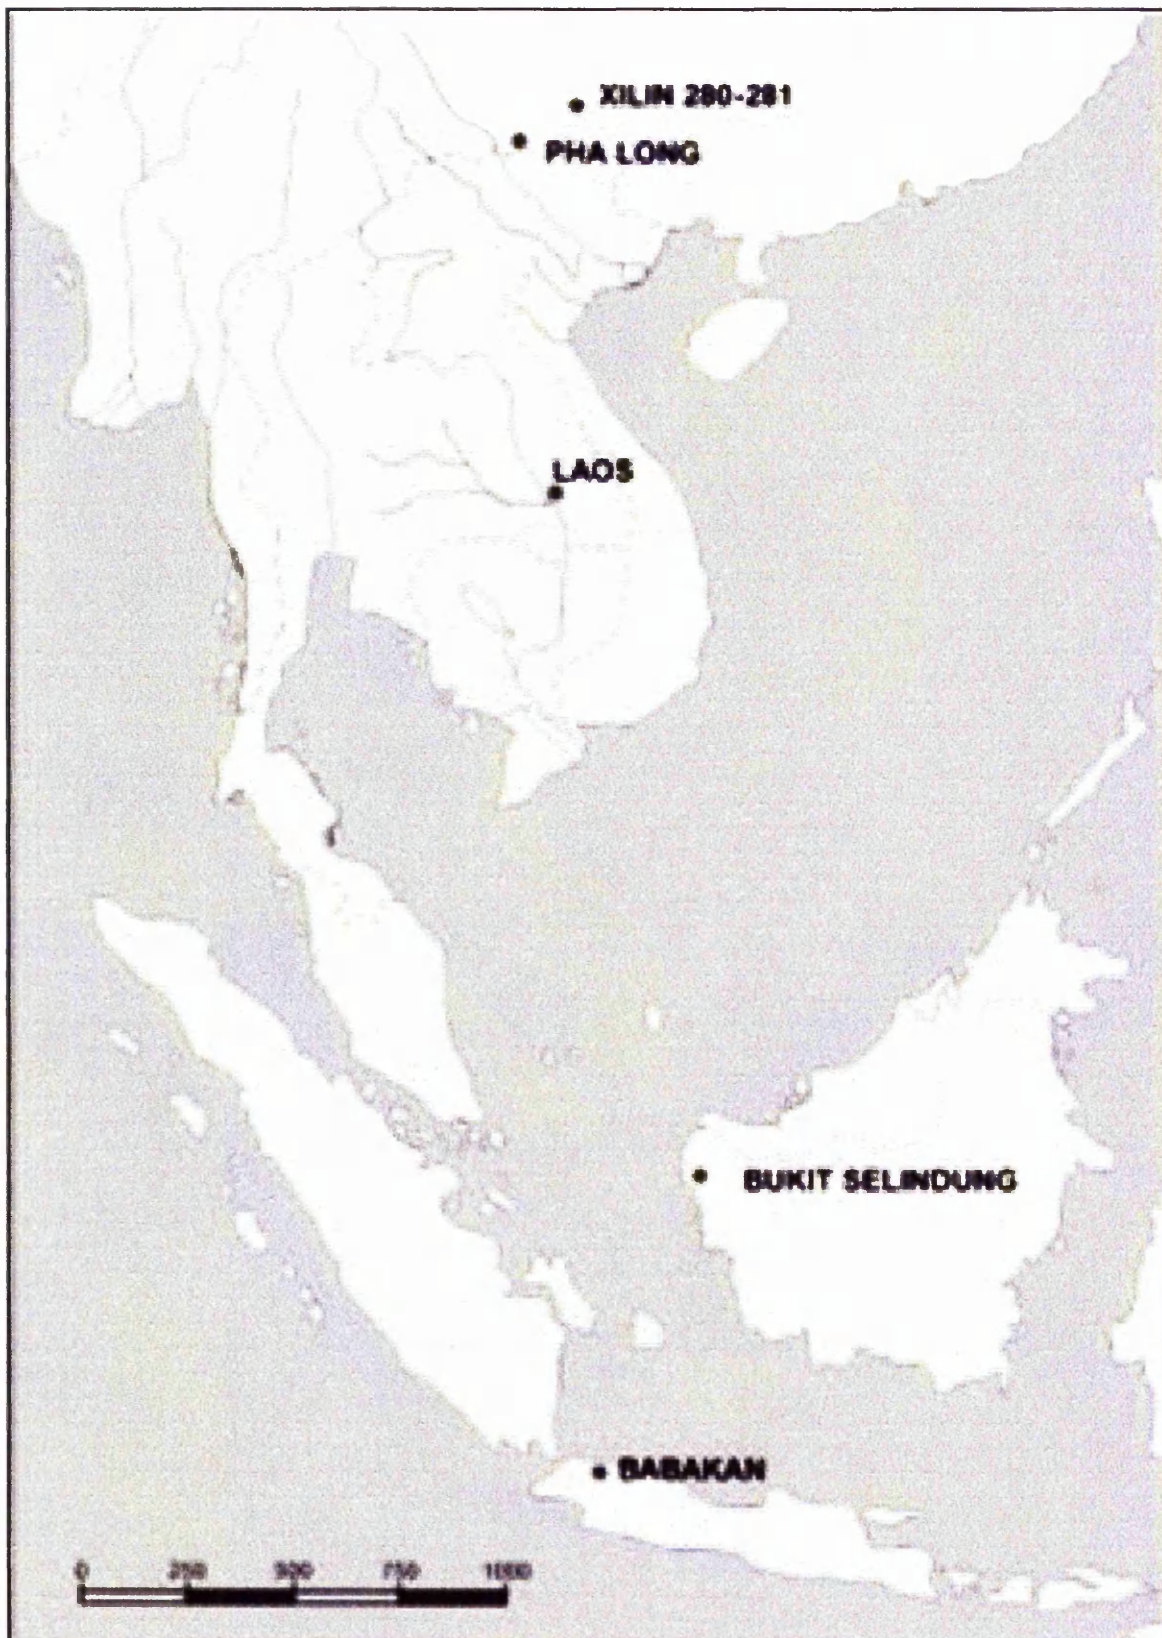 XILIN 280-281
PHA LONG
LAOS
BUKIT SELINDUNG
BABAKAN
0 250 500 750 1000